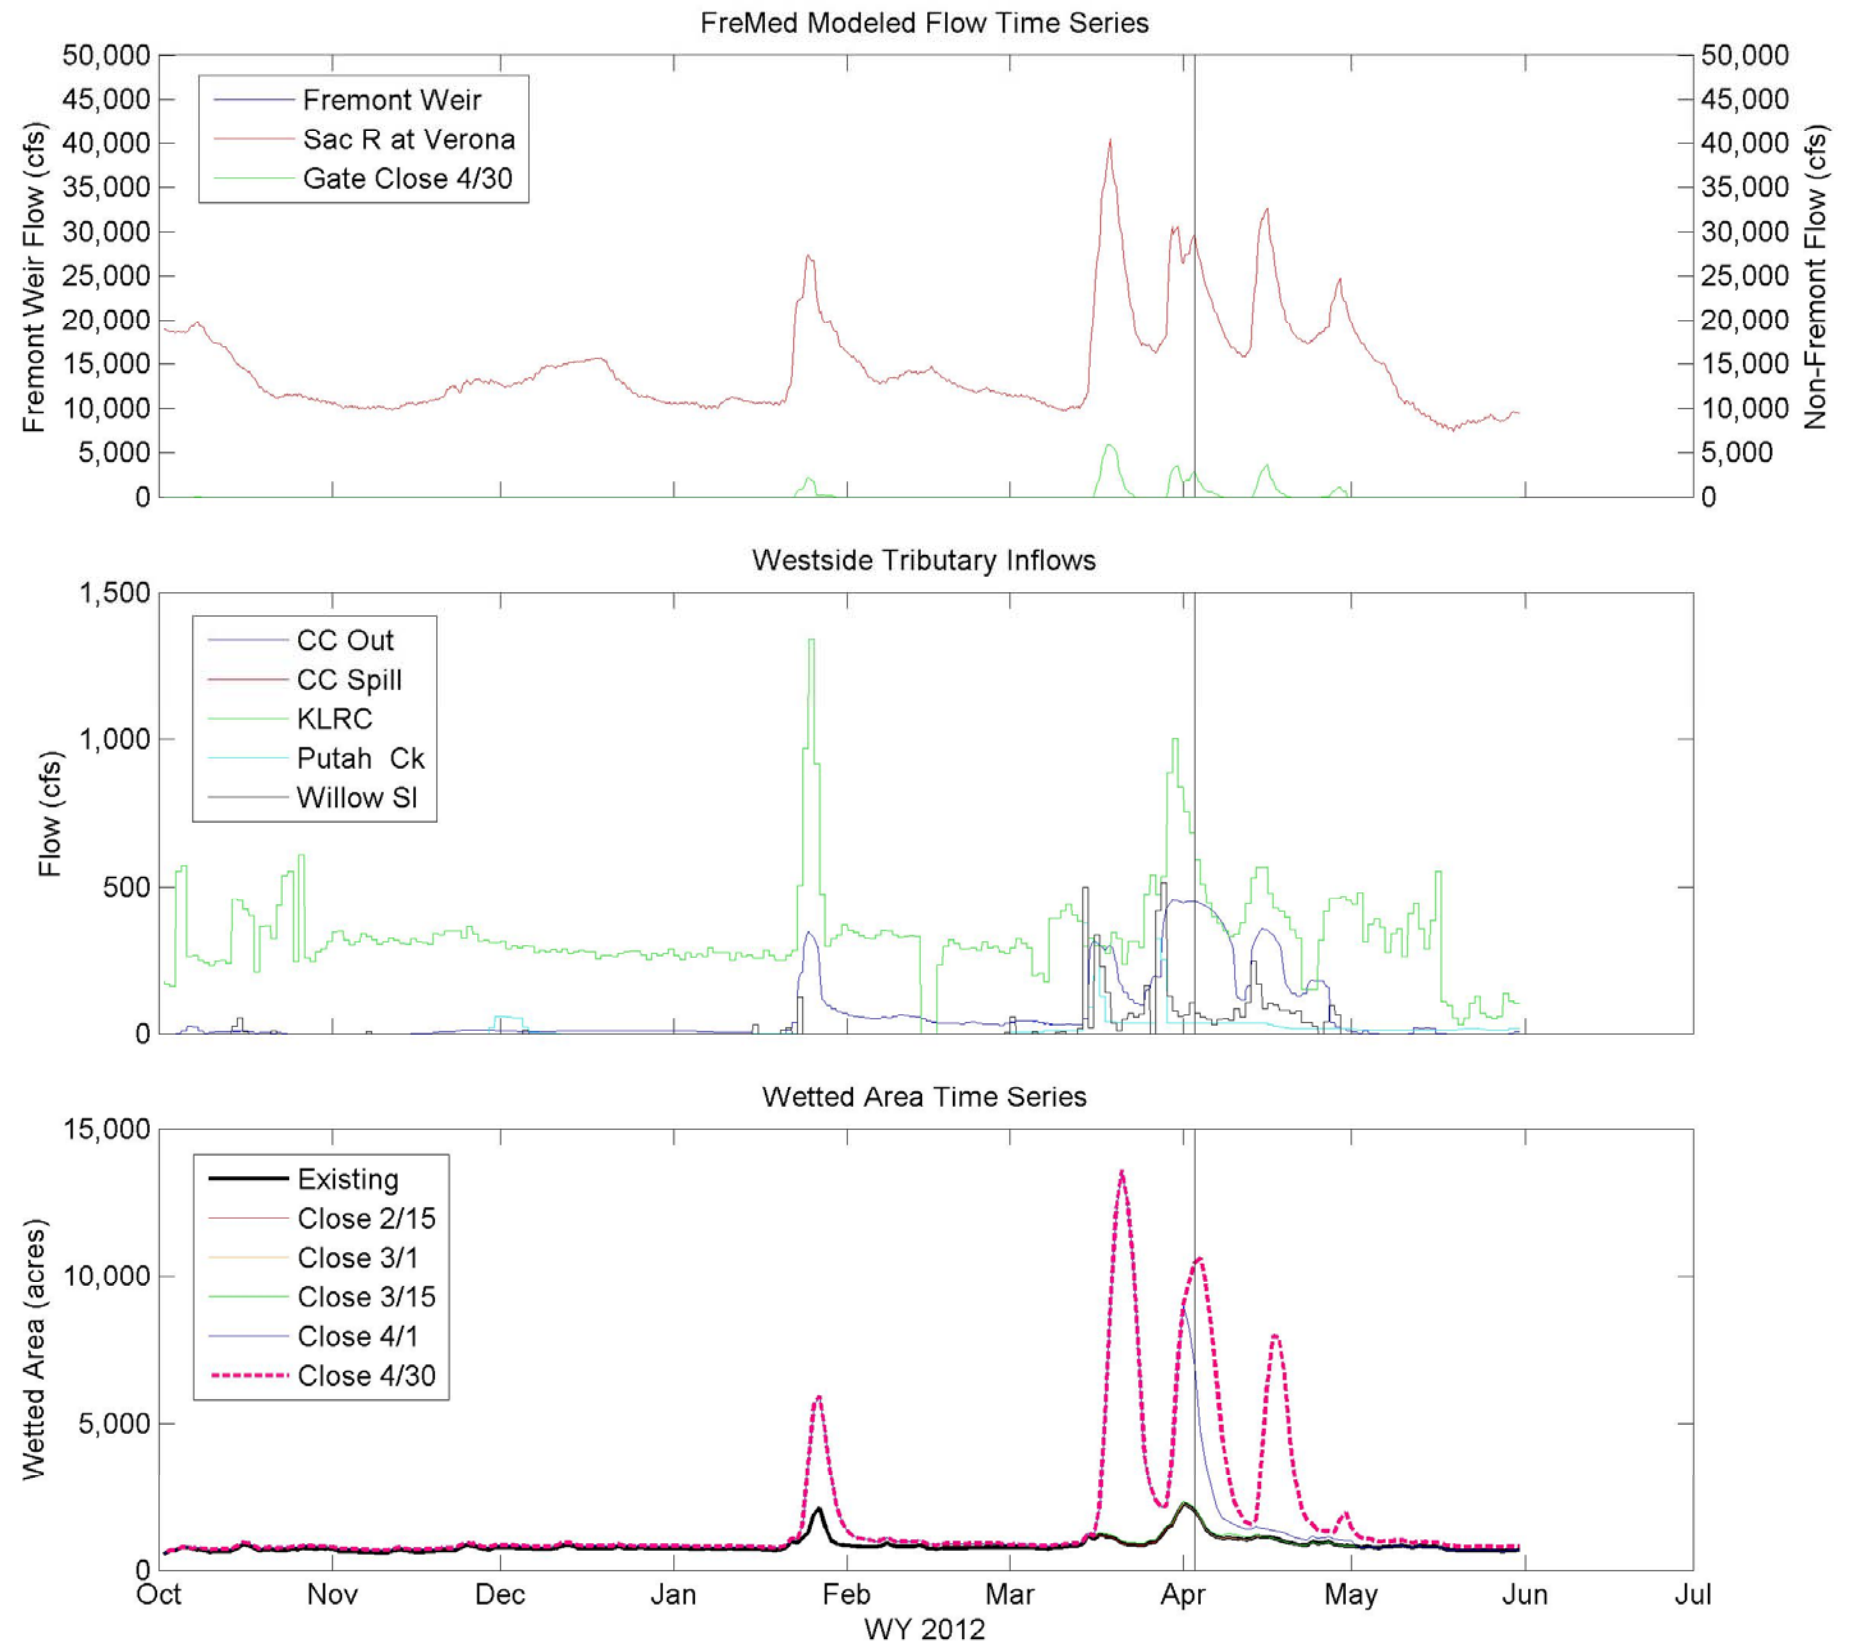 FreMed Modeled Flow Time Series
50,000
45,000
40,000
35,000
30,000
25,000
20,000
15,000
10,000
5,000
0
Fremont Weir Flow (cfs)
Fremont Weir
Sac R at Verona
Gate Close 4/30
50,000
45,000
40,000
35,000
30,000
25,000
20,000
15,000
10,000
5,000
0
Non-Fremont Flow (cfs)
Westside Tributary Inflows
1,500
1,000
500
0
Flow (cfs)
CC Out
CC Spill
KLRC
Putah Ck
Willow Sl
Wetted Area Time Series
15,000
10,000
5,000
0
Wetted Area (acres)
Existing
Close 2/15
Close 3/1
Close 3/15
Close 4/1
Close 4/30
Oct Nov Dec Jan Feb Mar Apr May Jun Jul
WY 2012